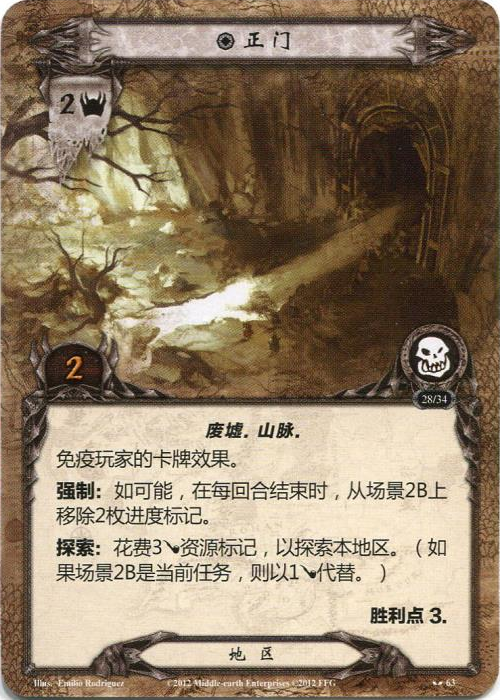 正门
2
2
28/34
废墟. 山脉.
免疫玩家的卡牌效果。
强制：如可能，在每回合结束时，从场景2B上
移除2枚进度标记。
探索：花费3资源标记，以探索本地区。（如
果场景2B是当前任务，则以1代替。）
胜利点 3.
地区
Illus. Emilio Rodriguez ©2012 Middle-earth Enterprises ©2012 FFG 63